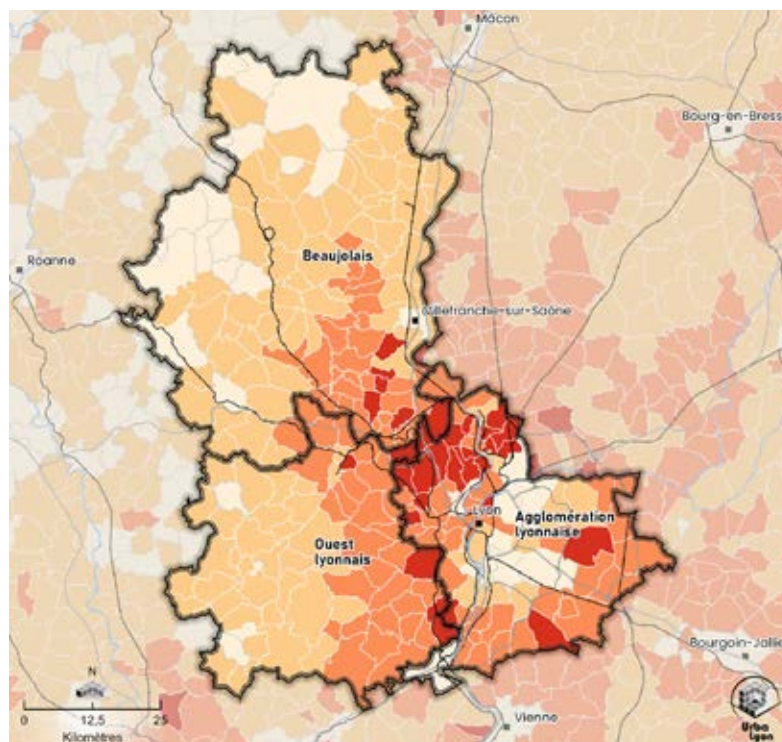 Mâcon
Bourg-en-Bress
Roanne
Beaujolais
Villefranche-sur-Saône
Lyon
Agglomération
lyonnaise
Ouest
lyonnais
Bourgoin-Jallie
N
0 12,5 25
Kilomètres
Vienne
Urba
Lyon